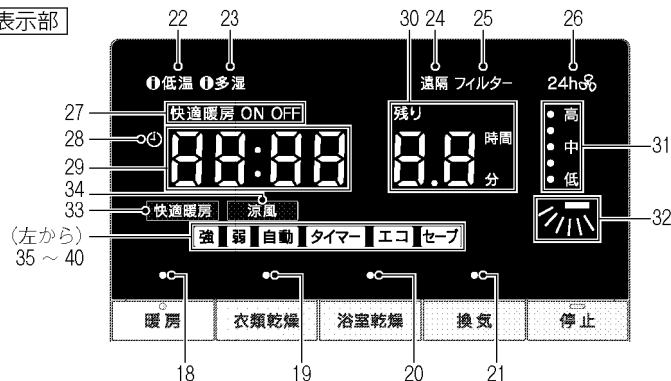 表示部
22 23 30 24 25 26
低温 多湿 遠隔 フィルター 24h
27 快適暖房 ON OFF 残り 高
28 88:88 8.8 時間 中 31
29 分 低
34
33 快適暖房 涼風 32
(左から) 強 弱 自動 タイマー エコ セーブ
35 ～ 40
暖房 衣類乾燥 浴室乾燥 換気 停止
18 19 20 21